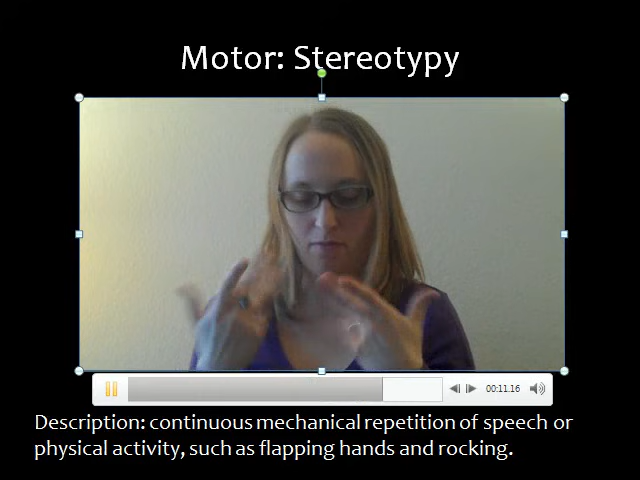 Motor: Stereotypy
00:11.16
Description: continuous mechanical repetition of speech or
physical activity, such as flapping hands and rocking.